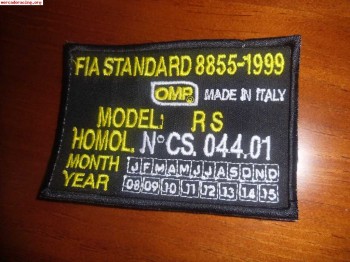 www.mercadoracing.org
FIA STANDARD 8855-1999
OMP MADE IN ITALY
MODEL: RS
HOMOL. N° CS. 044.01
MONTH J F M A M J J A S O N D
YEAR 08 09 10 11 12 13 14 15